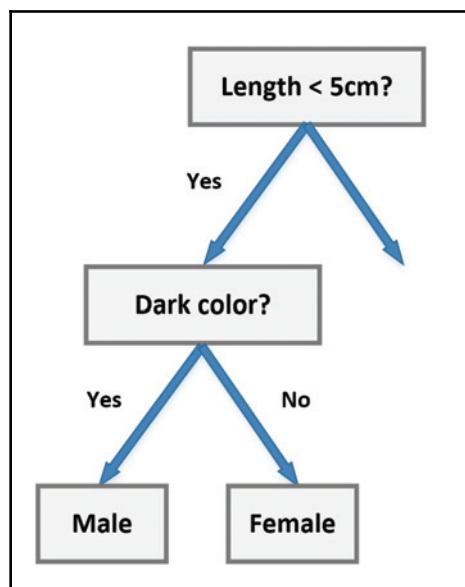 Length < 5cm?
Yes
Dark color?
Yes
No
Male
Female